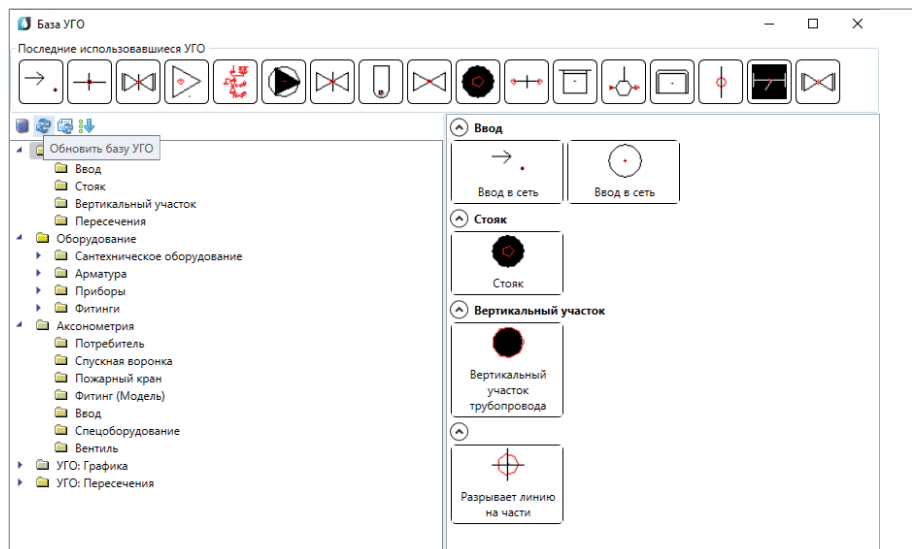 База УГО
Последние использовавшиеся УГО
Обновить базу УГО
Ввод
Стояк
Вертикальный участок
Пересечения
Оборудование
Сантехническое оборудование
Арматура
Приборы
Фитинги
Аксонометрия
Потребитель
Спускная воронка
Пожарный кран
Фитинг (Модель)
Ввод
Спецоборудование
Вентиль
УГО: Графика
УГО: Пересечения
Ввод
Ввод в сеть
Ввод в сеть
Стояк
Стояк
Вертикальный участок
Вертикальный
участок
трубопровода
Разрывает линию
на части